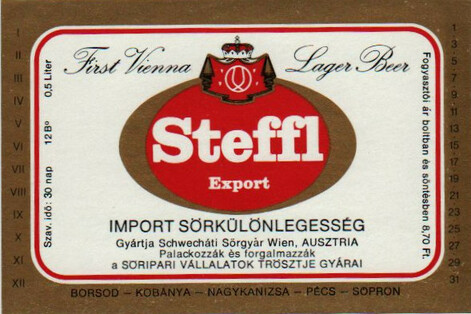 First Vienna Lager Beer
Steffl
Export
IMPORT SÖRKÜLÖNLEGESSÉG
Gyártja Schwecháti Sörgyár Wien, AUSZTRIA
Palackozzák és forgalmazzák
a SÖRIPARI VÁLLALATOK TRÖSZTJE GYÁRAI
BORSOD — KŐBÁNYA — NAGYKANIZSA — PÉCS — SOPRON
Szav. idő: 30 nap 12 B° 0,5 Liter
Fogyasztói ár boltban és söntésben 8,70 Ft.
I
II
III
IV
V
VI
VII
VIII
IX
X
XI
XII
1
3
5
7
9
11
13
15
17
19
21
23
25
27
29
31